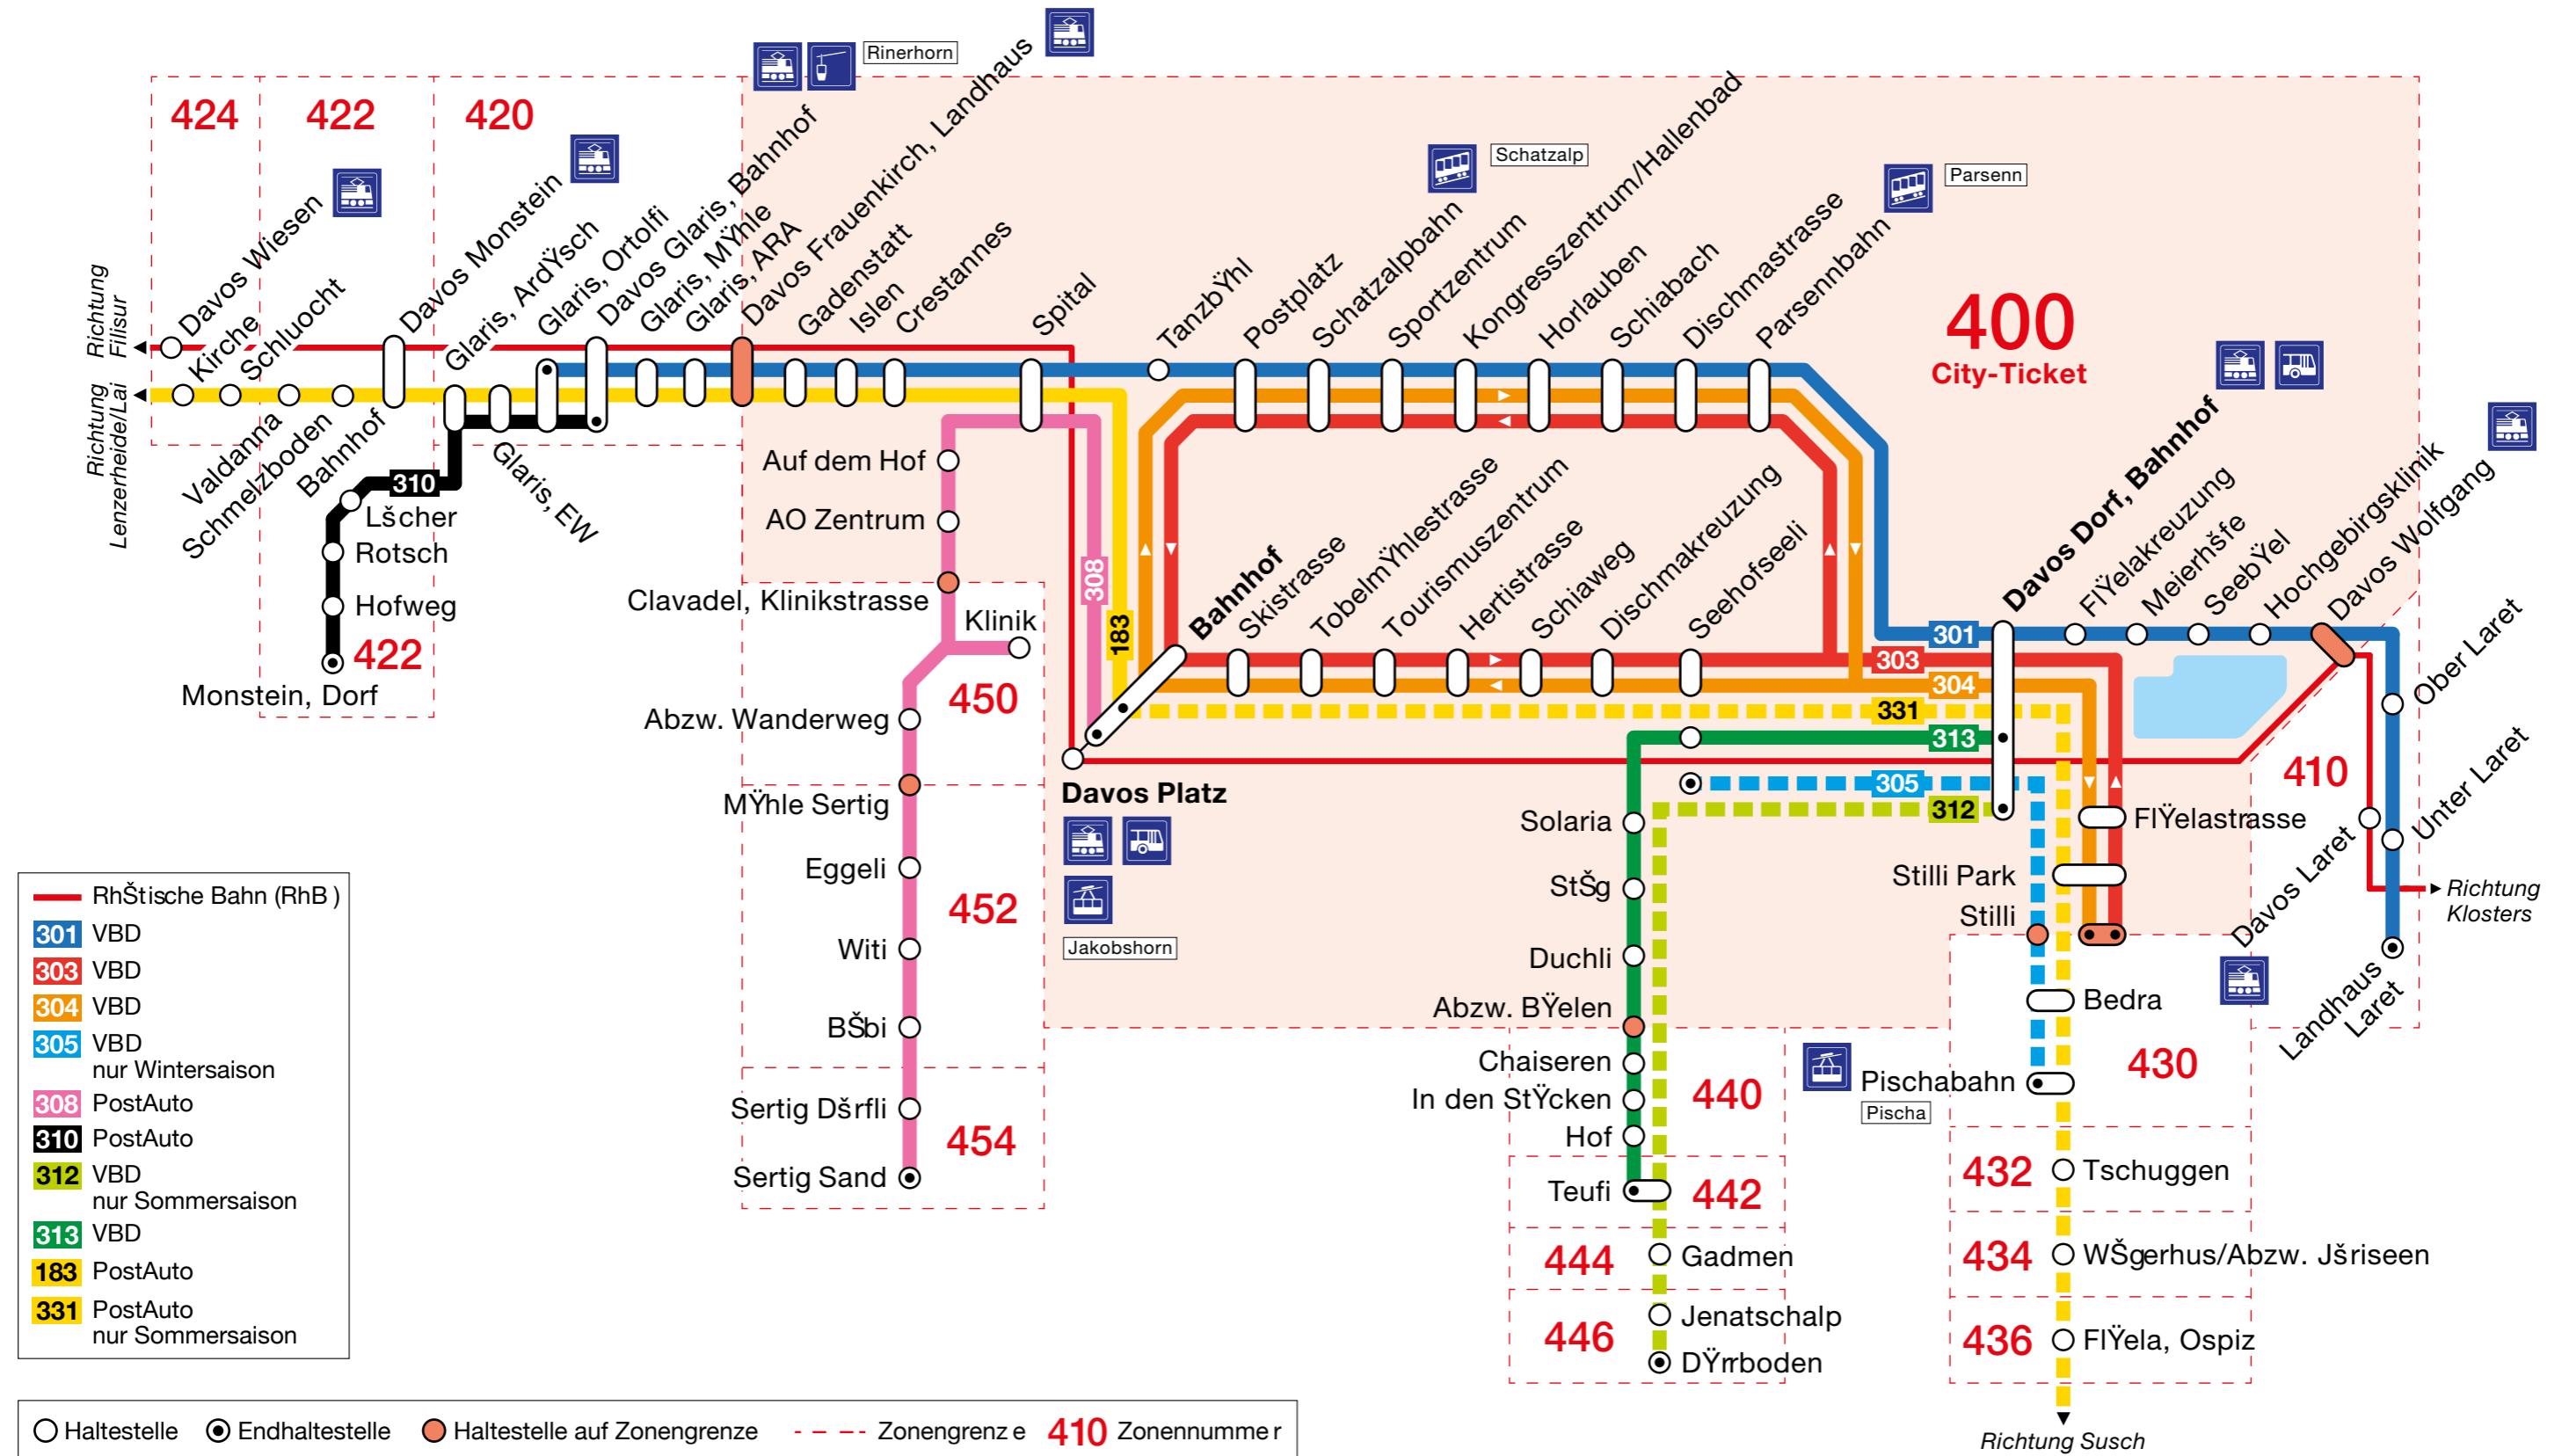 Rinerhorn
424
422
420
Schatzalp
Parsenn
Richtung
Filisur
Richtung
Lenzerheide/Lai
Davos Wiesen
Kirche
Schluocht
Valdanna
Schmelzboden
Bahnhof
Davos Monstein
Glaris, ArdŸsch
Glaris, EW
Glaris, Ortolfi
Davos Glaris, Bahnhof
Glaris, MŸhle
Glaris, ARA
Davos Frauenkirch, Landhaus
Gadenstatt
Islen
Crestannes
Spital
TanzbŸhl
Postplatz
Schatzalpbahn
Sportzentrum
Kongresszentrum/Hallenbad
Horlauben
Schiabach
Dischmastrasse
Parsennbahn
400
City-Ticket
310
Lšcher
Rotsch
Hofweg
422
Monstein, Dorf
Auf dem Hof
AO Zentrum
Clavadel, Klinikstrasse
Klinik
450
Abzw. Wanderweg
MŸhle Sertig
Eggeli
452
Witi
BŠbi
Sertig Dšrfli
454
Sertig Sand
308
183
Bahnhof
Skistrasse
TobelmŸhlestrasse
Tourismuszentrum
Hertistrasse
Schiaweg
Dischmakreuzung
Seehofseeli
Davos Dorf, Bahnhof
FlŸelakreuzung
Meierhšfe
SeebŸel
Hochgebirgsklinik
Davos Wolfgang
301
303
304
331
313
305
312
Davos Platz
Jakobshorn
Ober Laret
Unter Laret
410
Davos Laret
Richtung
Klosters
Landhaus
Laret
FlŸelastrasse
Stilli Park
Stilli
Bedra
430
Pischabahn
Pischa
432
Tschuggen
434
WŠgerhus/Abzw. Jšriseen
436
FlŸela, Ospiz
Richtung Susch
Solaria
StŠg
Duchli
Abzw. BŸelen
Chaiseren
In den StŸcken
440
Hof
Teufi
442
444
Gadmen
446
Jenatschalp
DŸrrboden
RhŠtische Bahn (RhB )
301 VBD
303 VBD
304 VBD
305 VBD
nur Wintersaison
308 PostAuto
310 PostAuto
312 VBD
nur Sommersaison
313 VBD
183 PostAuto
331 PostAuto
nur Sommersaison
Haltestelle Endhaltestelle Haltestelle auf Zonengrenze Zonengrenz e 410 Zonennumme r